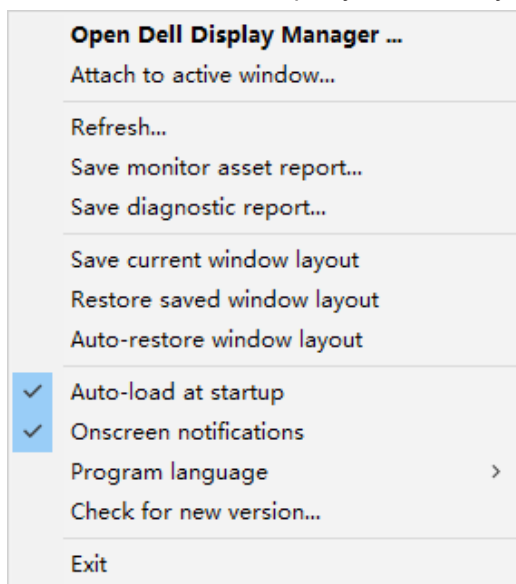 Open Dell Display Manager ...
Attach to active window...
Refresh...
Save monitor asset report...
Save diagnostic report...
Save current window layout
Restore saved window layout
Auto-restore window layout
Auto-load at startup
Onscreen notifications
Program language
Check for new version...
Exit